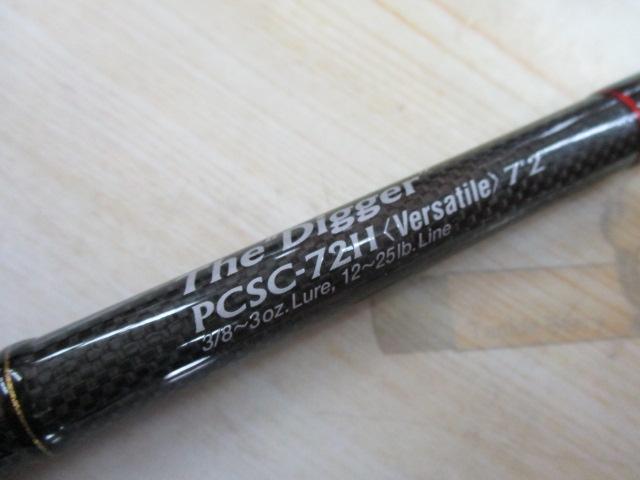 The Digger
PCSC-72H〈Versatile〉7'2
3/8~3oz. Lure, 12~25lb. Line